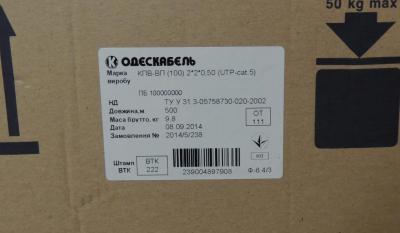 50 kg max
К ОДЕСКАБЕЛЬ
Марка виробу КПВ-ВП (100) 2*2*0,50 (UTP-cat.5)
ПБ 100000000
НД ТУ У 31.3-05758730-020-2002
Довжина,м 500
Маса брутто, кг 9,8
Дата 08.09.2014
Замовлення № 2014/5/238
ОТ 111
Штамп ВТК ВТК 222
239004897908
Ф-6.4/3